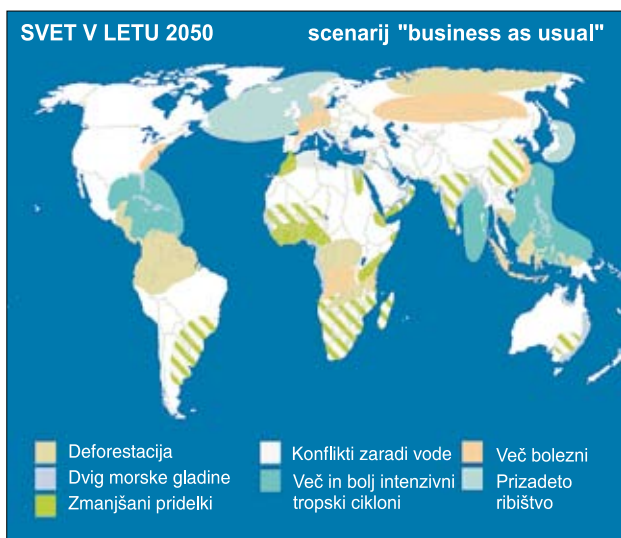 SVET V LETU 2050 scenarij "business as usual"
Deforestacija
Dvig morske gladine
Zmanjšani pridelki
Konflikti zaradi vode
Več in bolj intenzivni
tropski cikloni
Več bolezni
Prizadeto
ribištvo